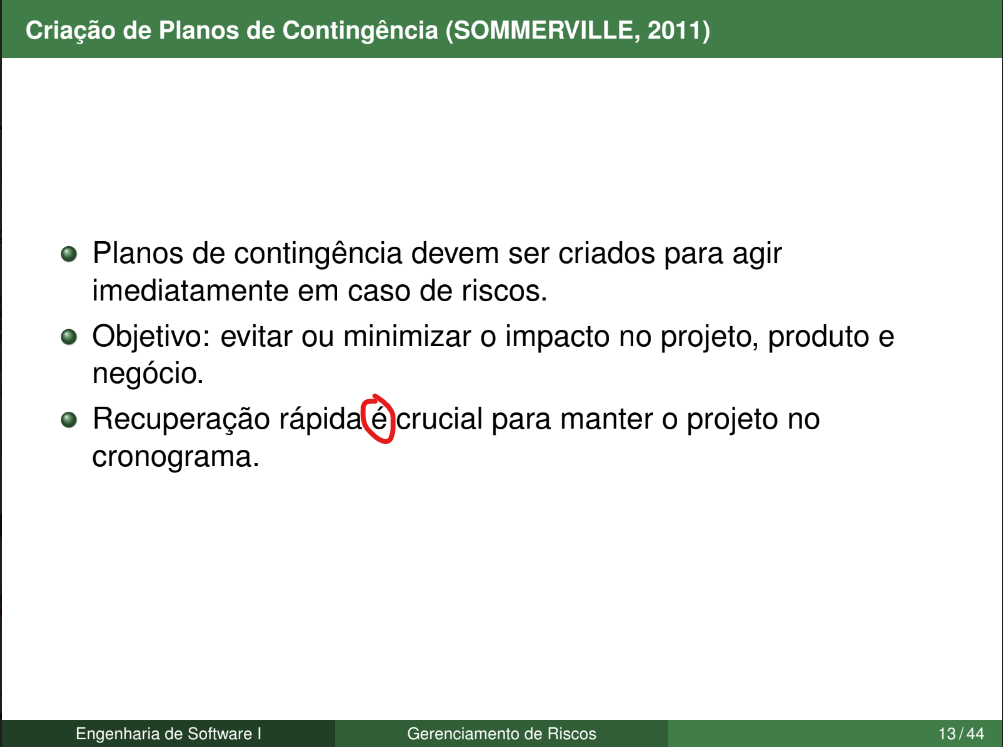 Criação de Planos de Contingência (SOMMERVILLE, 2011)
Planos de contingência devem ser criados para agir
imediatamente em caso de riscos.
Objetivo: evitar ou minimizar o impacto no projeto, produto e
negócio.
Recuperação rápida é crucial para manter o projeto no
cronograma.
Engenharia de Software I
Gerenciamento de Riscos
13 / 44